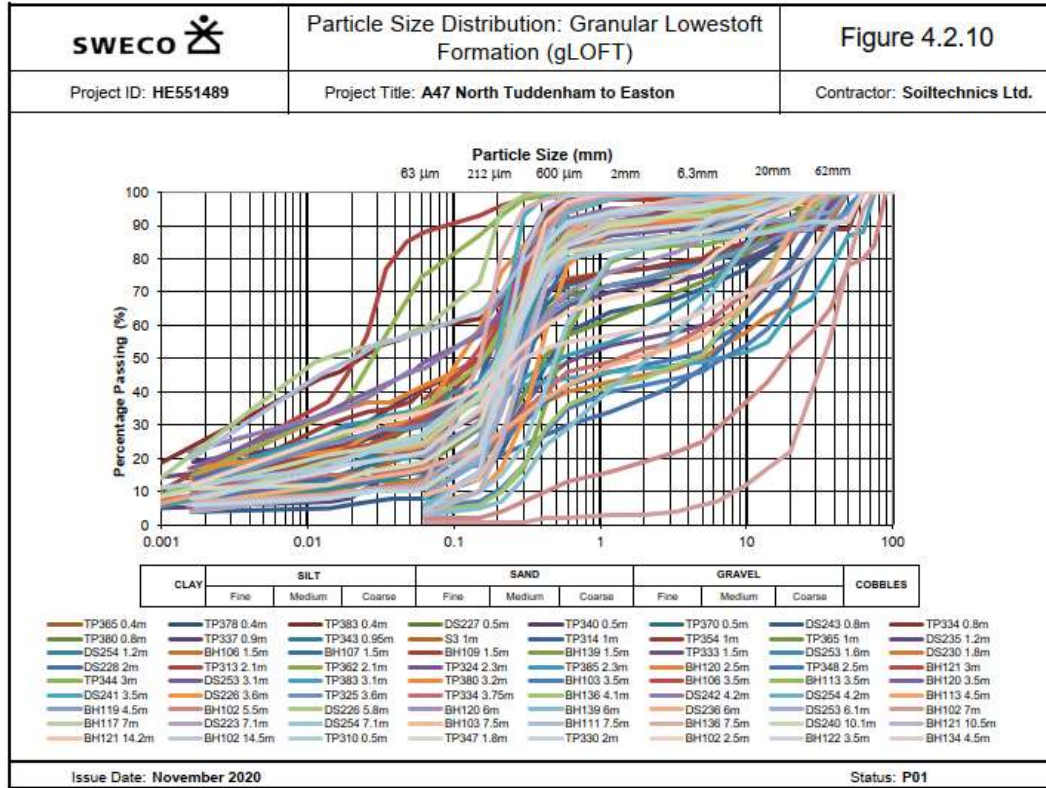 SWECO
Particle Size Distribution: Granular Lowestoft
Formation (gLOFT)
Figure 4.2.10
Project ID: HE551489
Project Title: A47 North Tuddenham to Easton
Contractor: Soiltechnics Ltd.
Particle Size (mm)
63 µm 212 µm 600 µm 2mm 6.3mm 20mm 62mm
Percentage Passing (%)
100
90
80
70
60
50
40
30
20
10
0
0.001 0.01 0.1 1 10 100
CLAY SILT SAND GRAVEL COBBLES
Fine Medium Coarse Fine Medium Coarse Fine Medium Coarse
TP365 0.4m TP378 0.4m TP383 0.4m DS227 0.5m TP340 0.5m TP370 0.5m DS243 0.8m TP334 0.8m
TP380 0.8m TP337 0.9m TP343 0.95m S3 1m TP314 1m TP354 1m TP365 1m DS235 1.2m
DS254 1.2m BH106 1.5m BH107 1.5m BH109 1.5m BH139 1.5m TP333 1.5m DS253 1.6m DS230 1.8m
DS228 2m TP313 2.1m TP362 2.1m TP324 2.3m TP385 2.3m BH120 2.5m TP348 2.5m BH121 3m
TP344 3m DS253 3.1m TP383 3.1m TP380 3.2m BH103 3.5m BH106 3.5m BH113 3.5m BH120 3.5m
DS241 3.5m DS226 3.6m TP325 3.6m TP334 3.75m BH136 4.1m DS242 4.2m DS254 4.2m BH113 4.5m
BH119 4.5m BH102 5.5m DS226 5.8m BH120 6m BH139 6m DS236 6m DS253 6.1m BH102 7m
BH117 7m DS223 7.1m DS254 7.1m BH103 7.5m BH111 7.5m BH136 7.5m DS240 10.1m BH121 10.5m
BH121 14.2m BH102 14.5m TP310 0.5m TP347 1.8m TP330 2m BH102 2.5m BH122 3.5m BH134 4.5m
Issue Date: November 2020
Status: P01